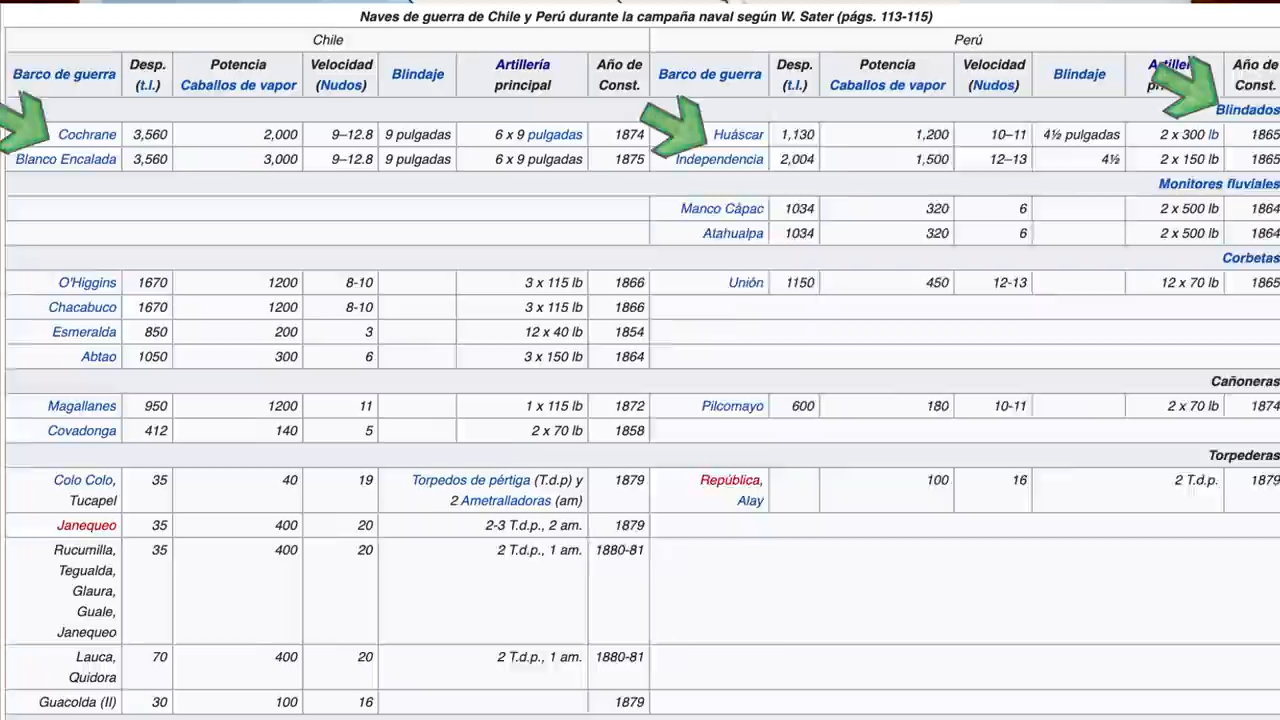 Naves de guerra de Chile y Perú durante la campaña naval según W. Sater (págs. 113-115)
Chile Perú
Barco de guerra Desp. (t.l.) Potencia Caballos de vapor Velocidad (Nudos) Blindaje Artillería principal Año de Const. Barco de guerra Desp. (t.l.) Potencia Caballos de vapor Velocidad (Nudos) Blindaje Año de Const.
Blindados
Cochrane 3,560 2,000 9–12.8 9 pulgadas 6 x 9 pulgadas 1874 Huáscar 1,130 1,200 10–11 4½ pulgadas 2 x 300 lb 1865
Blanco Encalada 3,560 3,000 9–12.8 9 pulgadas 6 x 9 pulgadas 1875 Independencia 2,004 1,500 12–13 4½ 2 x 150 lb 1865
Monitores fluviales
Manco Cápac 1034 320 6 2 x 500 lb 1864
Atahualpa 1034 320 6 2 x 500 lb 1864
Corbetas
O'Higgins 1670 1200 8-10 3 x 115 lb 1866 Unión 1150 450 12-13 12 x 70 lb 1865
Chacabuco 1670 1200 8-10 3 x 115 lb 1866
Esmeralda 850 200 3 12 x 40 lb 1854
Abtao 1050 300 6 3 x 150 lb 1864
Cañoneras
Magallanes 950 1200 11 1 x 115 lb 1872 Pilcomayo 600 180 10-11 2 x 70 lb 1874
Covadonga 412 140 5 2 x 70 lb 1858
Torpederas
Colo Colo, Tucapel 35 40 19 Torpedos de pértiga (T.d.p) y 2 Ametralladoras (am) 1879 República, Alay 100 16 2 T.d.p. 1879
Janequeo 35 400 20 2-3 T.d.p., 2 am. 1879
Rucumilla, Tegualda, Glaura, Guale, Janequeo 35 400 20 2 T.d.p., 1 am. 1880-81
Lauca, Quidora 70 400 20 2 T.d.p., 1 am. 1880-81
Guacolda (II) 30 100 16 1879